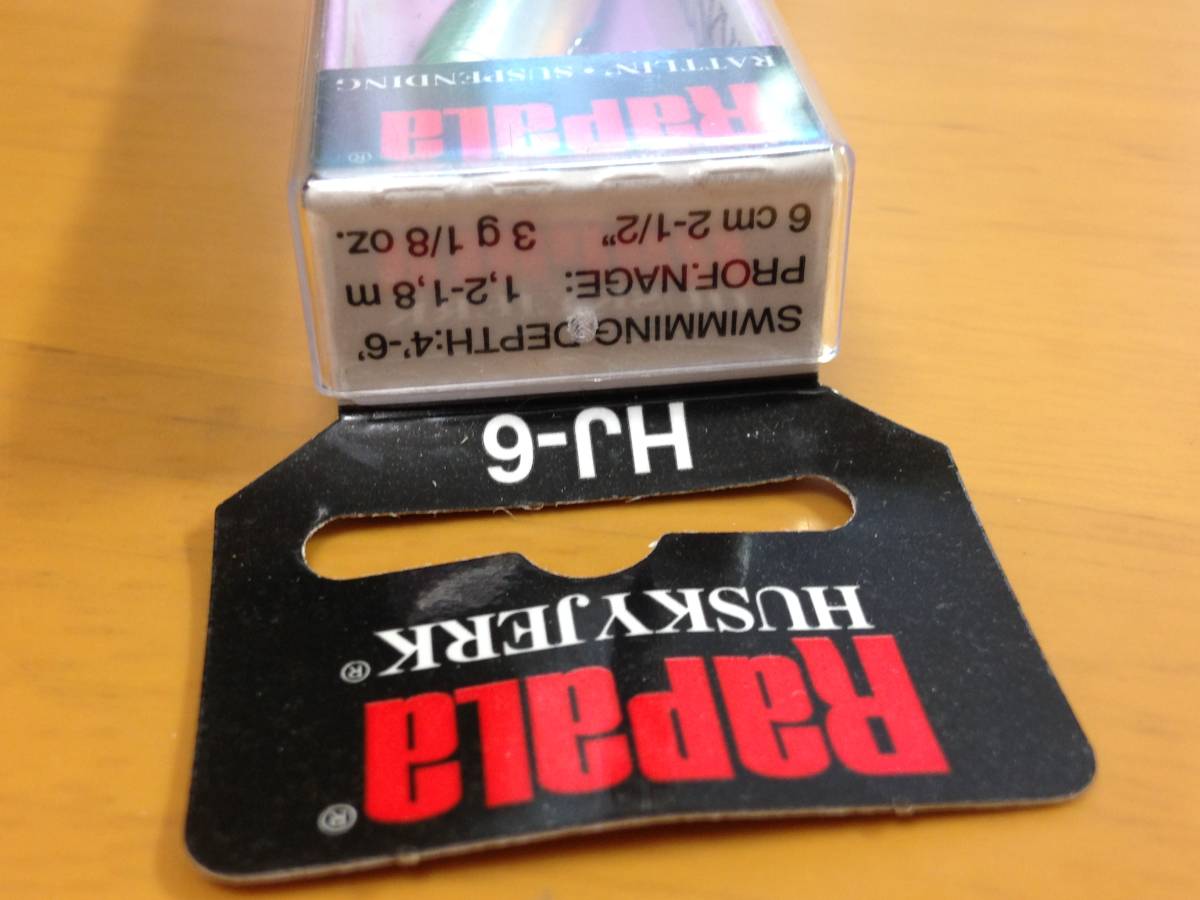 RAPALA®
HUSKY JERK®
HJ-6
SWIMMING DEPTH:4'-6'
PROF.NAGE: 1,2-1,8 m
6 cm 2-1/2” 3 g 1/8 oz.
RAPALA®
RATTLIN' • SUSPENDING